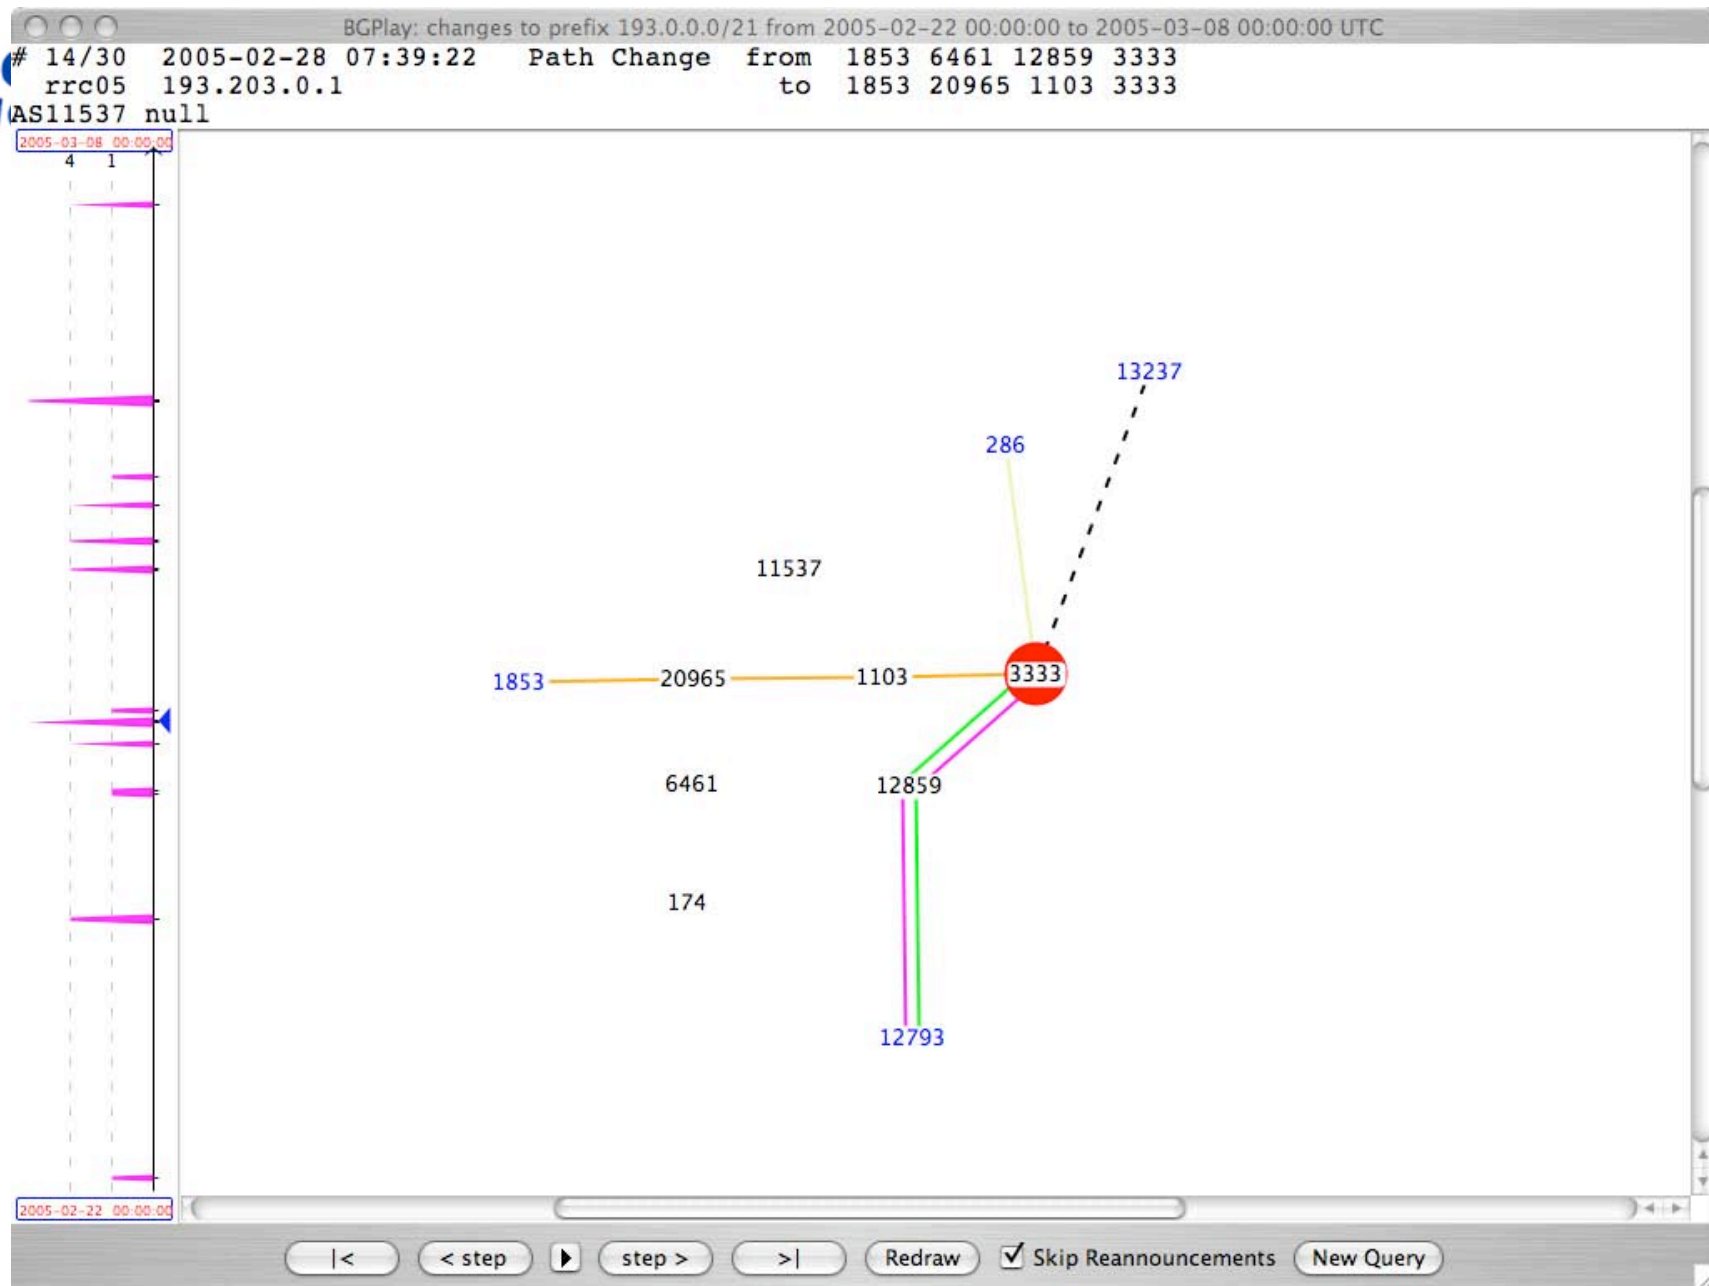 BGPlay: changes to prefix 193.0.0.0/21 from 2005-02-22 00:00:00 to 2005-03-08 00:00:00 UTC
# 14/30 2005-02-28 07:39:22 Path Change from 1853 6461 12859 3333
rrc05 193.203.0.1 to 1853 20965 1103 3333
AS11537 null
2005-03-08 00:00:00
4 1
13237
286
11537
3333
1853 20965 1103
6461 12859
174
12793
2005-02-22 00:00:00
|< < step step > >| Redraw Skip Reannouncements New Query